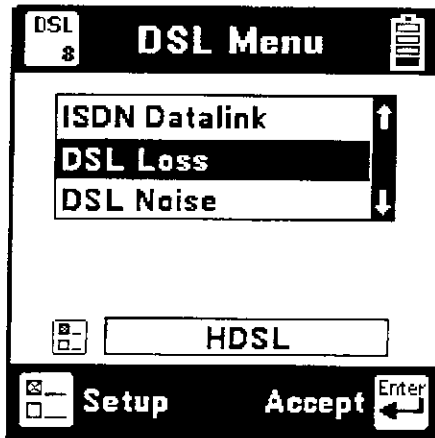 DSL
8
DSL Menu
ISDN Datalink
DSL Loss
DSL Noise
HDSL
Setup
Accept
Enter